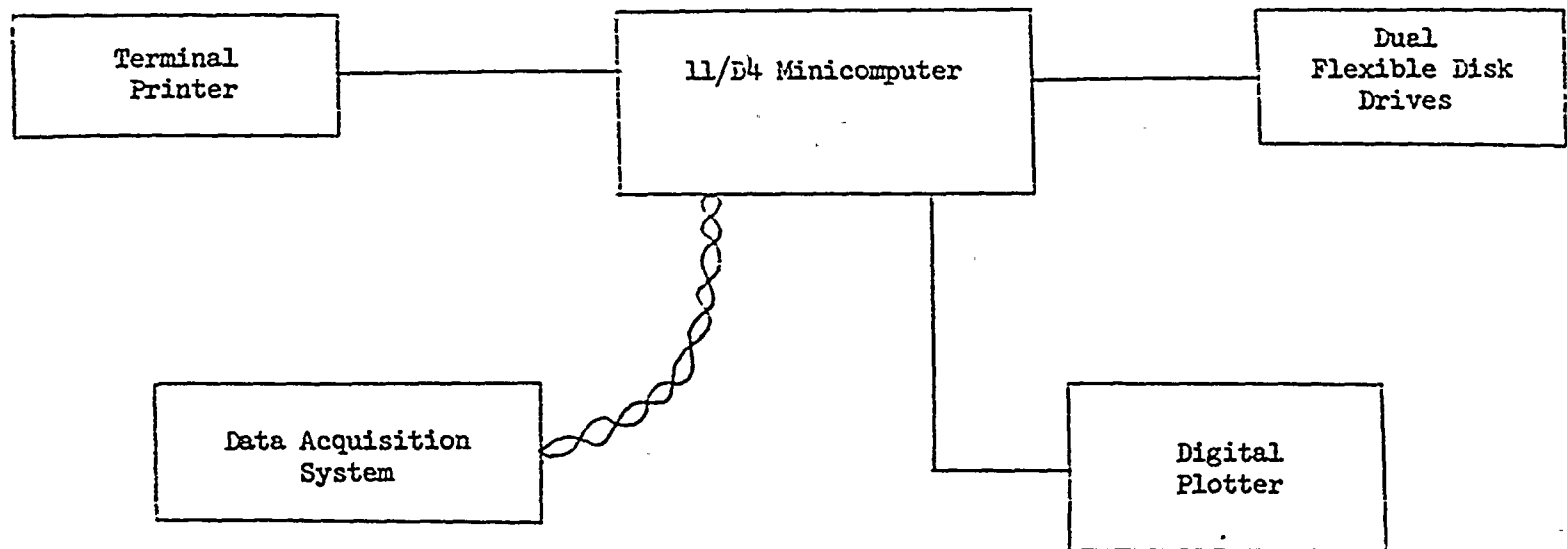 Terminal
Printer
11/D4 Minicomputer
Dual
Flexible Disk
Drives
Data Acquisition
System
Digital
Plotter